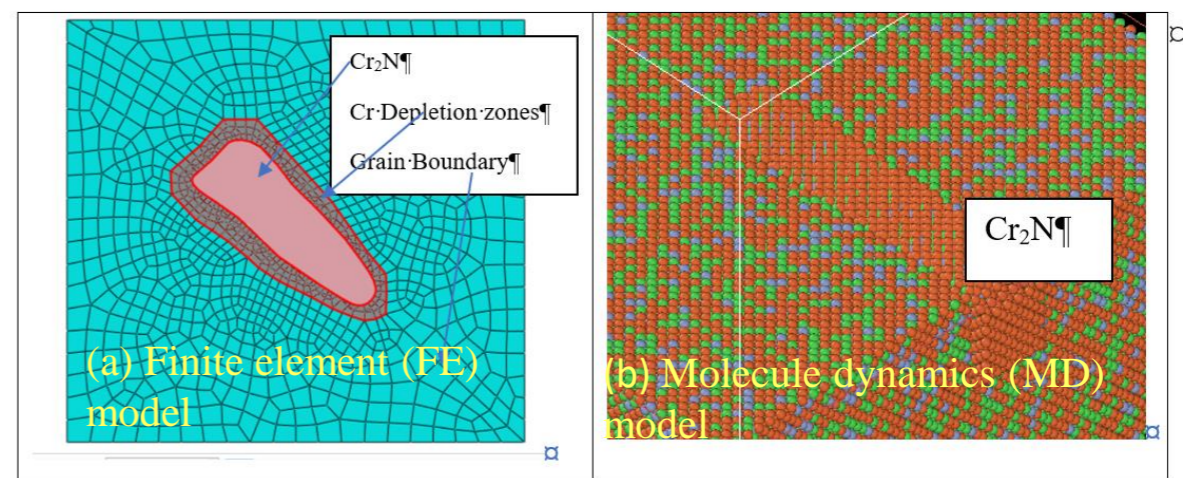 Cr₂N¶
Cr·Depletion·zones¶
Grain·Boundary¶
(a) Finite element (FE)
model
¤
Cr₂N¶
(b) Molecule dynamics (MD)
model
¤
¤